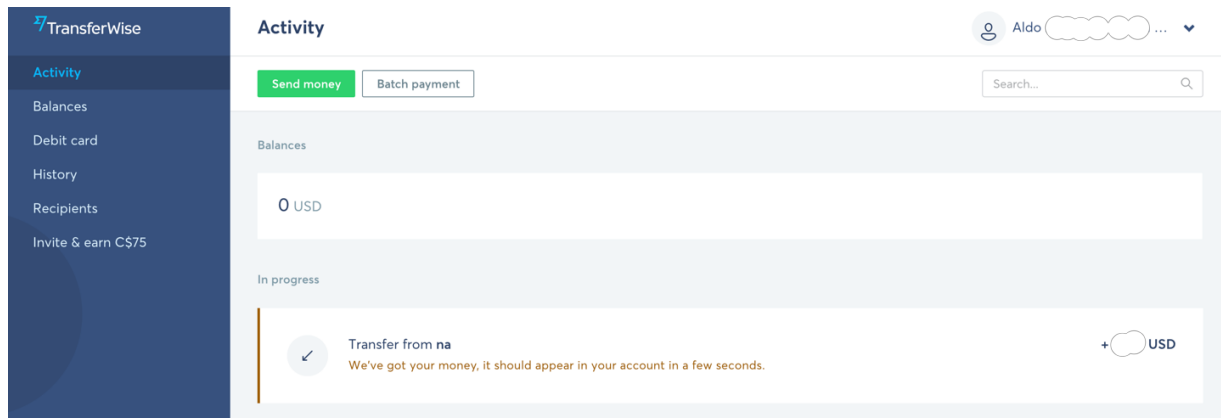 TransferWise
Activity
Aldo ...
Activity
Balances
Debit card
History
Recipients
Invite & earn C$75
Send money
Batch payment
Search...
Balances
0 USD
In progress
Transfer from na
+ USD
We've got your money, it should appear in your account in a few seconds.